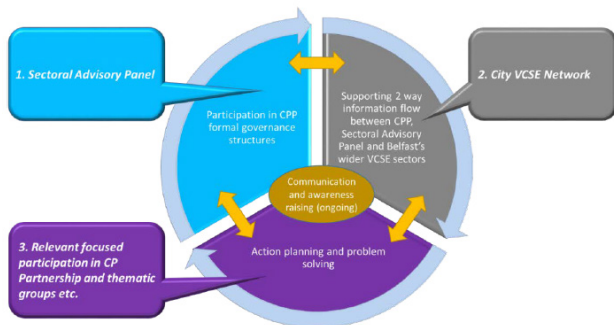 1. Sectoral Advisory Panel
Participation in CPP
formal governance
structures
2. City VCSE Network
Supporting 2 way
information flow
between CPP,
Sectoral Advisory
Panel and Belfast's
wider VCSE sectors
Communication
and awareness
raising (ongoing)
3. Relevant focused
participation in CP
Partnership and thematic
groups etc.
Action planning and problem
solving